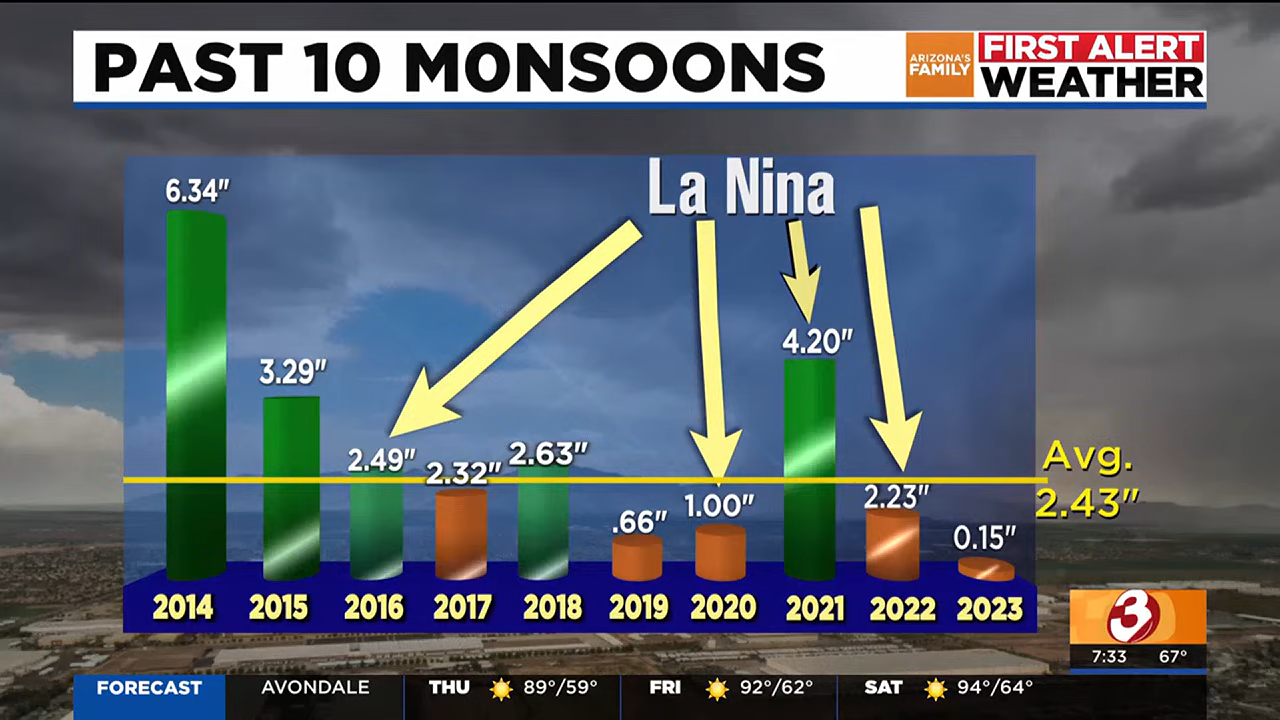 PAST 10 MONSOONS
ARIZONA'S
FAMILY
FIRST ALERT
WEATHER
La Nina
6.34"
3.29"
2.49"
2.32"
2.63"
.66"
1.00"
4.20"
2.23"
0.15"
Avg.
2.43"
2014 2015 2016 2017 2018 2019 2020 2021 2022 2023
3
7:33 67°
FORECAST AVONDALE THU 89°/59° FRI 92°/62° SAT 94°/64°